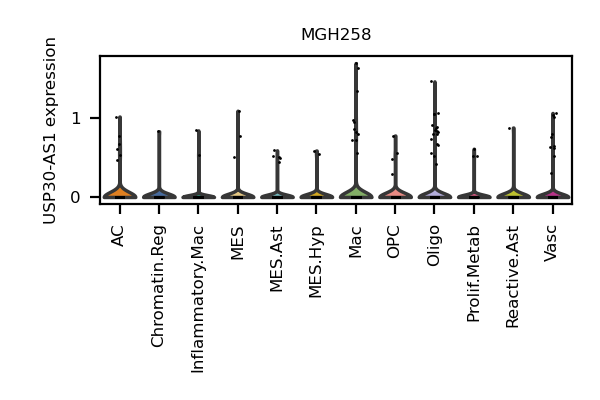 MGH258
USP30-AS1 expression
1
0
AC
Chromatin.Reg
Inflammatory.Mac
MES
MES.Ast
MES.Hyp
Mac
OPC
Oligo
Prolif.Metab
Reactive.Ast
Vasc